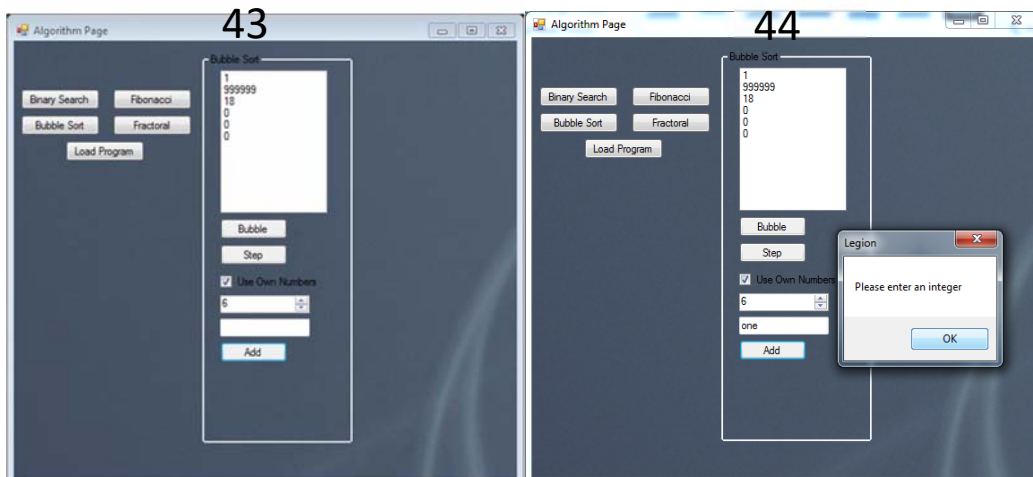 43
Algorithm Page
Bubble Sort
1
999999
18
0
0
0
Binary Search
Fibonacci
Bubble Sort
Fractoral
Load Program
Bubble
Step
Use Own Numbers
6
Add
44
Algorithm Page
Bubble Sort
1
999999
18
0
0
0
Binary Search
Fibonacci
Bubble Sort
Fractoral
Load Program
Bubble
Step
Use Own Numbers
6
one
Add
Legion
Please enter an integer
OK